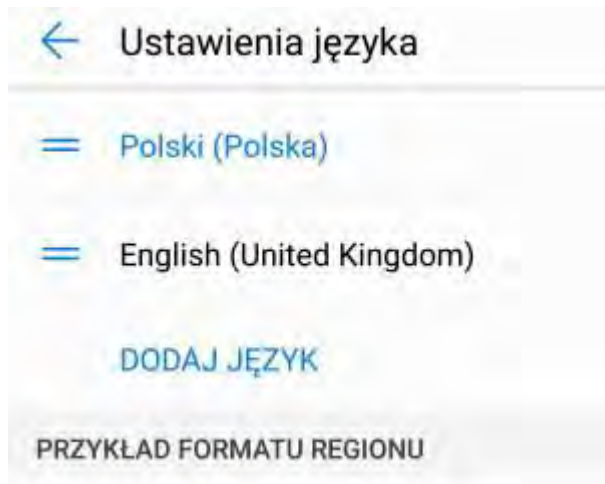 Ustawienia języka
Polski (Polska)
English (United Kingdom)
DODAJ JĘZYK
PRZYKŁAD FORMATU REGIONU